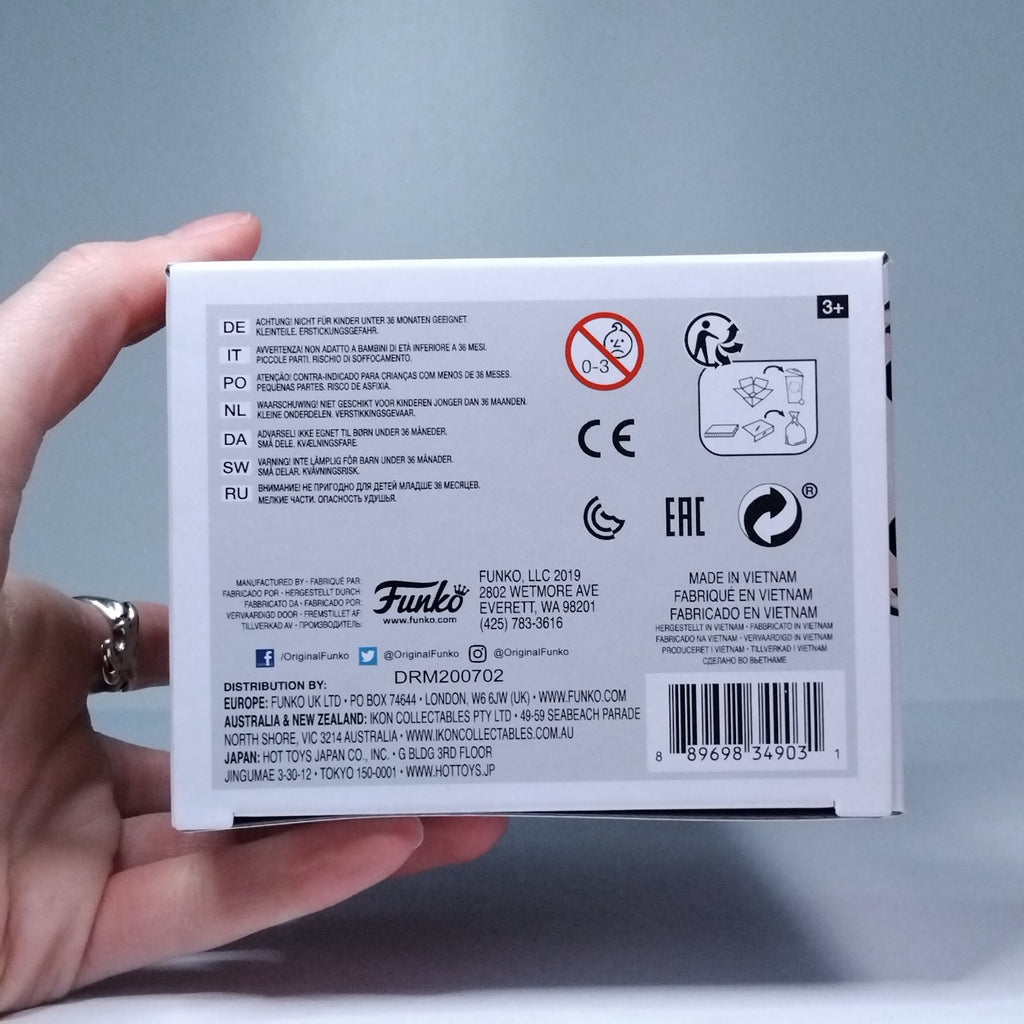 3+
DE ACHTUNG! NICHT FÜR KINDER UNTER 36 MONATEN GEEIGNET.
KLEINTEILE. ERSTICKUNGSGEFAHR.
IT AVVERTENZA! NON ADATTO A BAMBINI DI ETÀ INFERIORE A 36 MESI.
PICCOLE PARTI. RISCHIO DI SOFFOCAMENTO.
PO ATENÇÃO! CONTRA-INDICADO PARA CRIANÇAS COM MENOS DE 36 MESES.
PEQUENAS PARTES. RISCO DE ASFIXIA.
NL WAARSCHUWING! NIET GESCHIKT VOOR KINDEREN JONGER DAN 36 MAANDEN.
KLEINE ONDERDELEN. VERSTIKKINGSGEVAAR.
DA ADVARSEL! IKKE EGNET TIL BØRN UNDER 36 MÅNEDER.
SMÅ DELE. KVÆLNINGSFARE.
SW VARNING! INTE LÄMPLIG FÖR BARN UNDER 36 MÅNADER.
SMÅ DELAR. KVÄVNINGSRISK.
RU ВНИМАНИЕ! НЕ ПРИГОДНО ДЛЯ ДЕТЕЙ МЛАДШЕ 36 МЕСЯЦЕВ.
МЕЛКИЕ ЧАСТИ. ОПАСНОСТЬ УДУШЬЯ.
0-3
CE
EAC
®
MANUFACTURED BY · FABRIQUÉ PAR:
FABRICADO POR · HERGESTELLT DURCH:
FABBRICATO DA · FABRICADO POR:
VERVAARDIGD DOOR · FREMSTILLET AF:
TILLVERKAD AV · ПРОИЗВОДИТЕЛЬ:
Funko
www.funko.com
FUNKO, LLC 2019
2802 WETMORE AVE
EVERETT, WA 98201
(425) 783-3616
/OriginalFunko @OriginalFunko @OriginalFunko
DRM200702
DISTRIBUTION BY:
EUROPE: FUNKO UK LTD · PO BOX 74644 · LONDON, W6 6JW (UK) · WWW.FUNKO.COM
AUSTRALIA & NEW ZEALAND: IKON COLLECTABLES PTY LTD · 49-59 SEABEACH PARADE
NORTH SHORE, VIC 3214 AUSTRALIA · WWW.IKONCOLLECTABLES.COM.AU
JAPAN: HOT TOYS JAPAN CO., INC. · G BLDG 3RD FLOOR
JINGUMAE 3-30-12 · TOKYO 150-0001 · WWW.HOTTOYS.JP
MADE IN VIETNAM
FABRIQUÉ EN VIETNAM
FABRICADO EN VIETNAM
HERGESTELLT IN VIETNAM · FABBRICATO IN VIETNAM
FABRICADO NA VIETNAM · VERVAARDIGD IN VIETNAM
PRODUCERET I VIETNAM · TILLVERKAD I VIETNAM
СДЕЛАНО ВО ВЬЕТНАМЕ
8 89698 34903 1